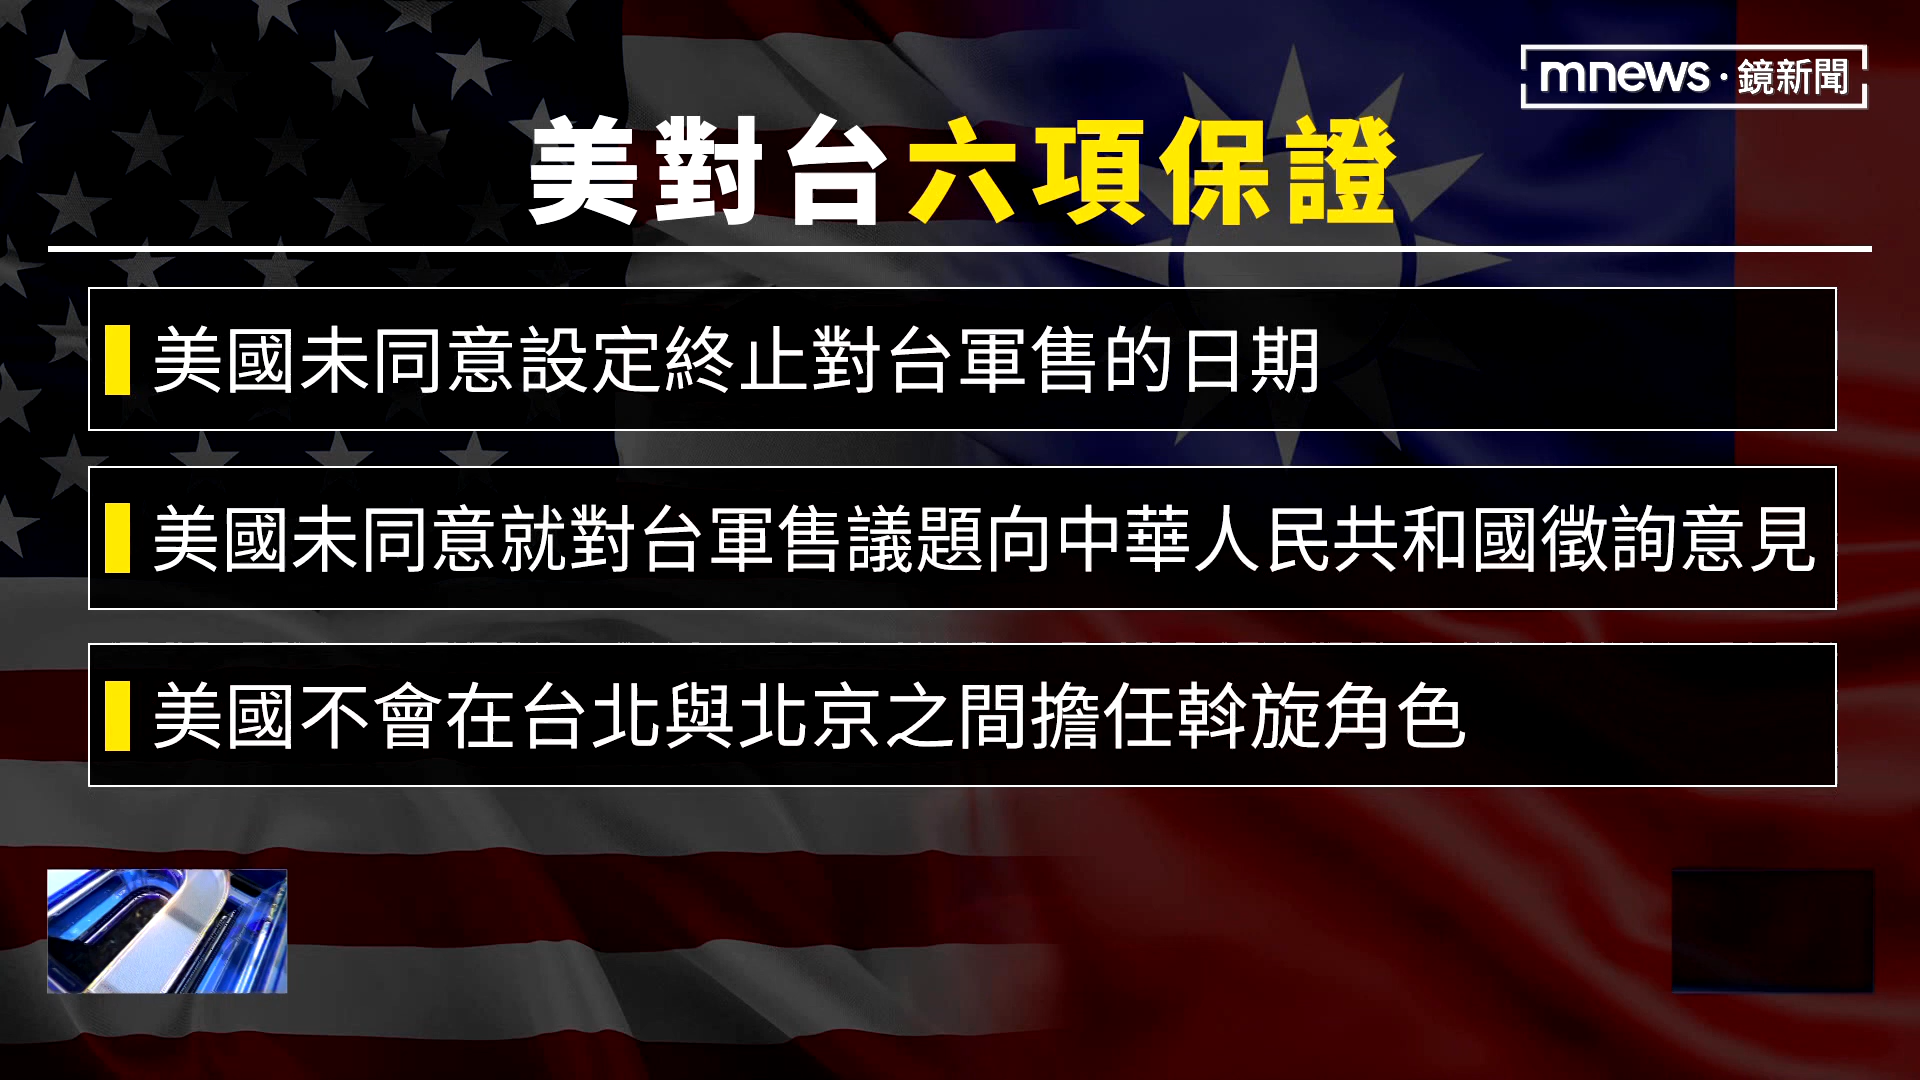 mnews·鏡新聞
美對台六項保證
美國未同意設定終止對台軍售的日期
美國未同意就對台軍售議題向中華人民共和國徵詢意見
美國不會在台北與北京之間擔任斡旋角色